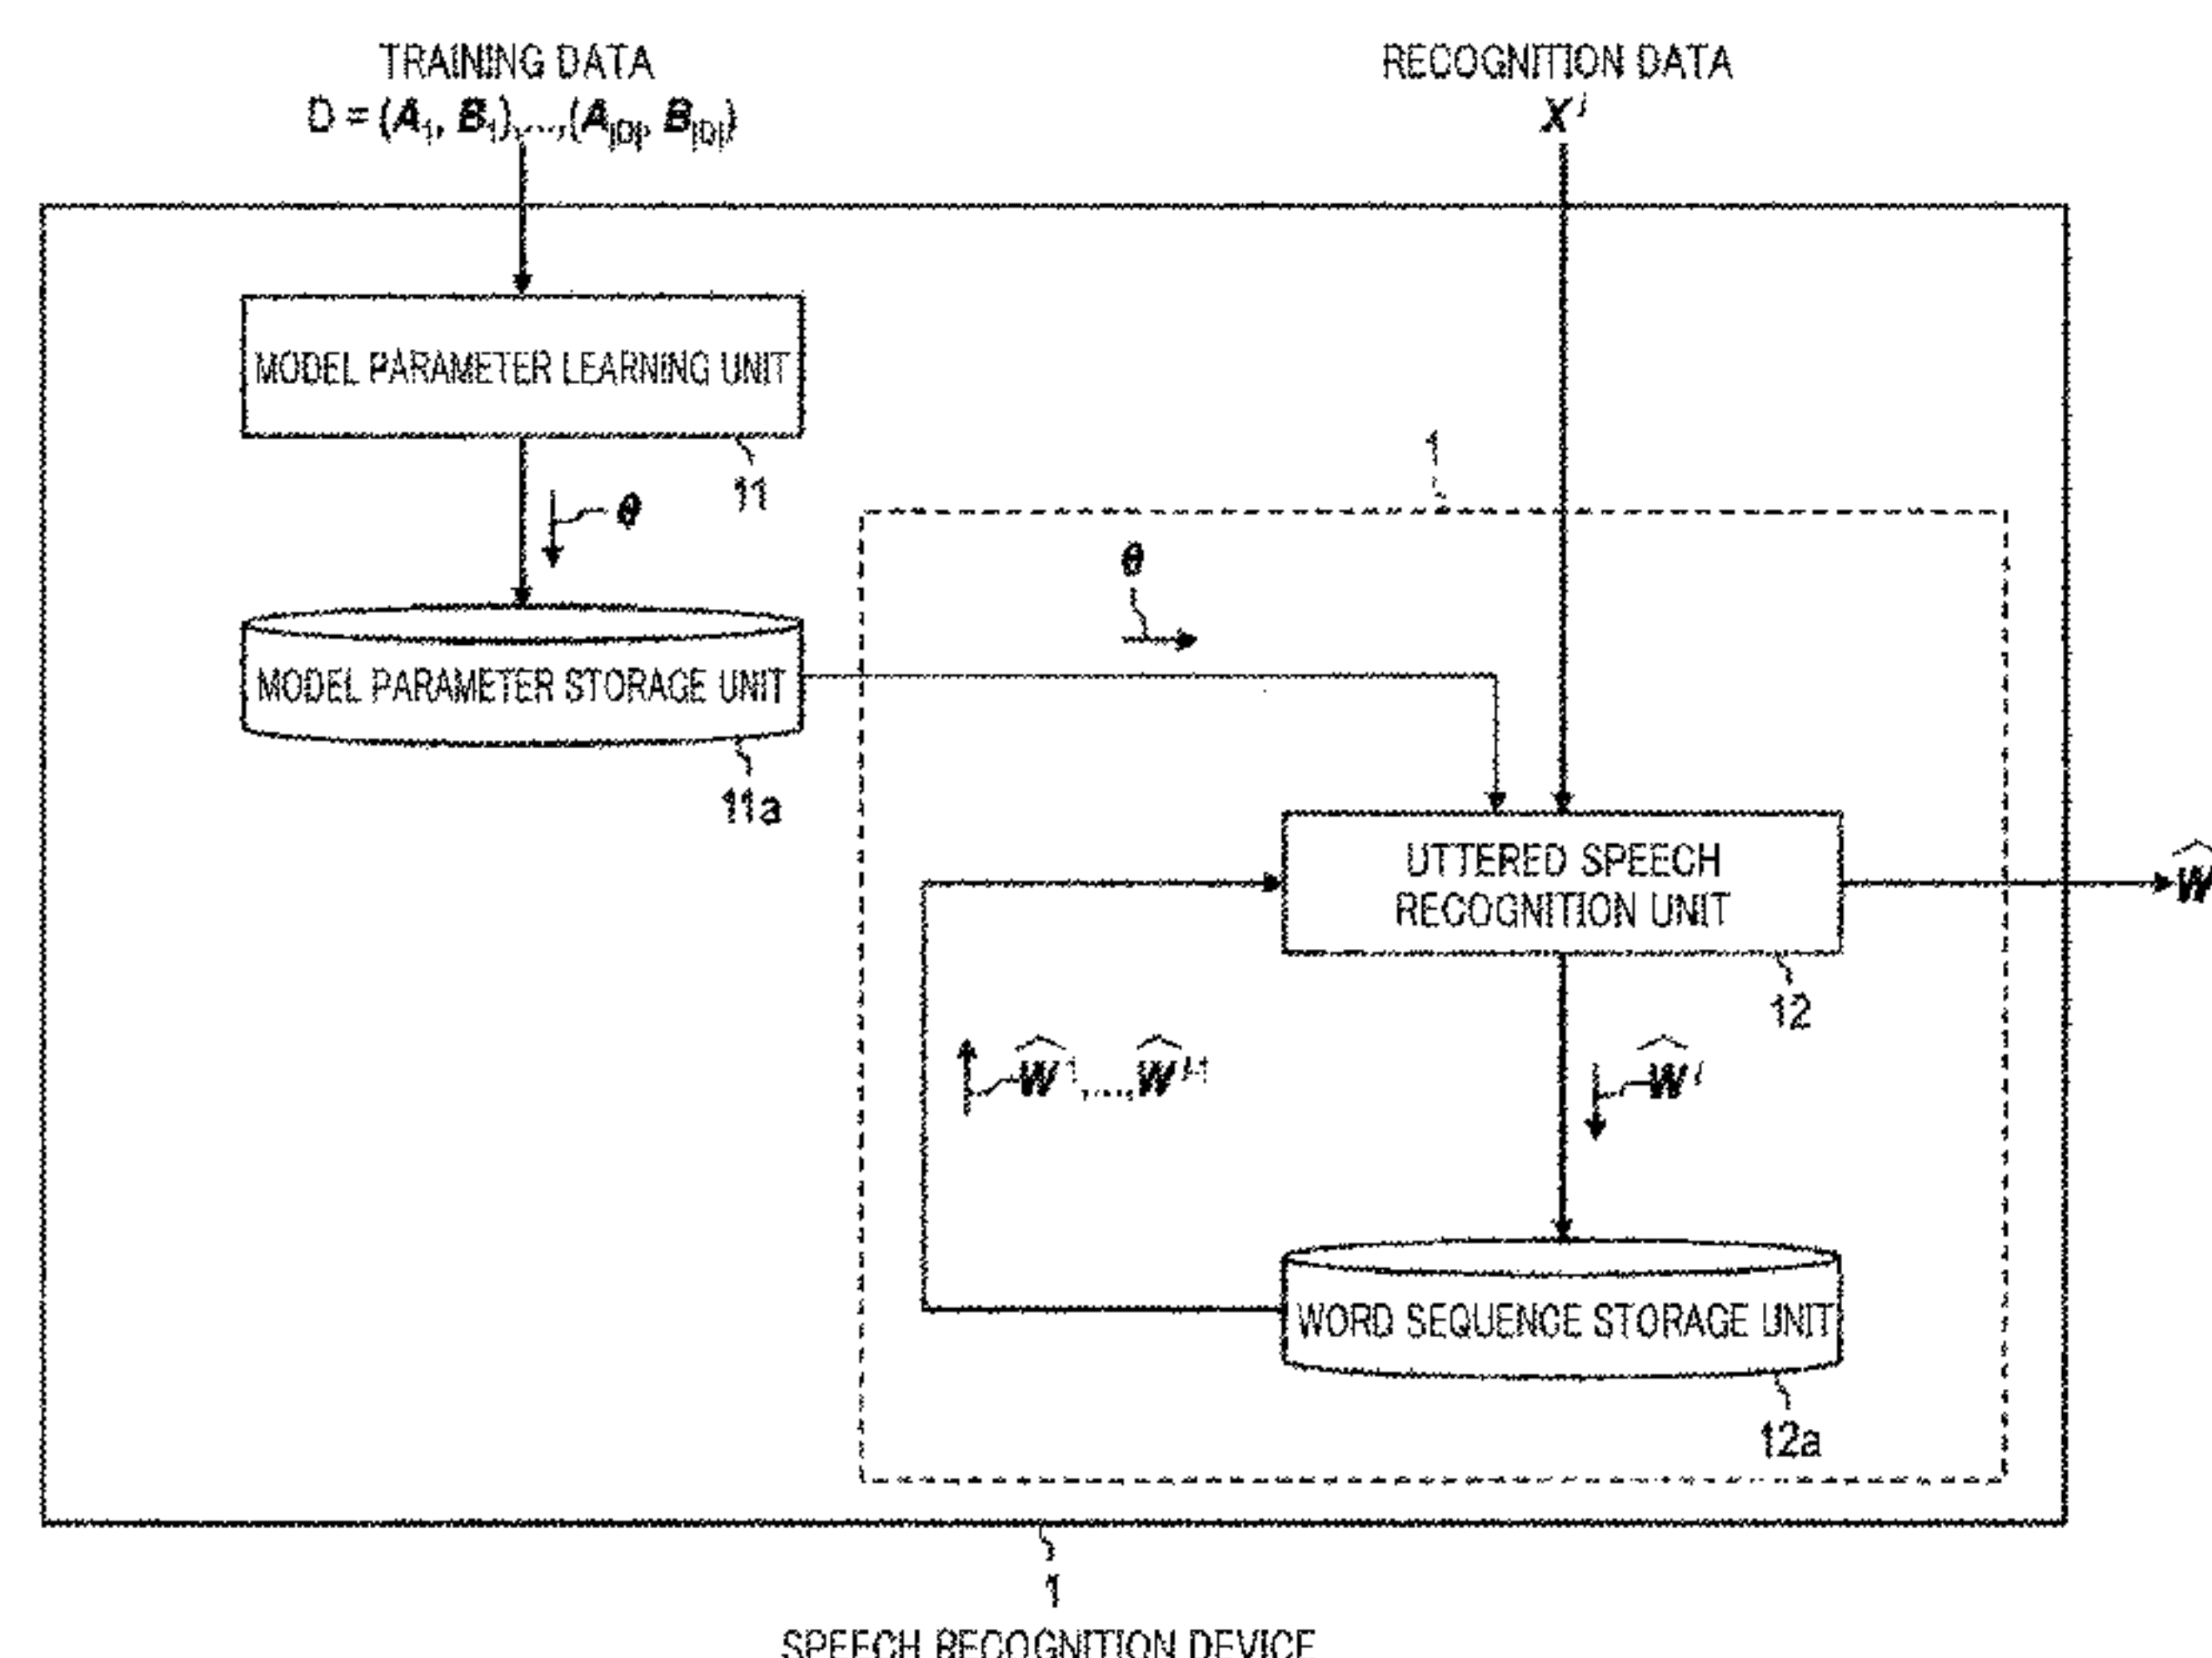 TRAINING DATA
D = (A1, B1),...,(A|D|, B|D|)
RECOGNITION DATA
X^j
MODEL PARAMETER LEARNING UNIT
11
θ
1
θ
MODEL PARAMETER STORAGE UNIT
11a
UTTERED SPEECH
RECOGNITION UNIT
Ŵ
12
Ŵ^1,...,Ŵ^j-1
Ŵ^j
WORD SEQUENCE STORAGE UNIT
12a
1
SPEECH RECOGNITION DEVICE